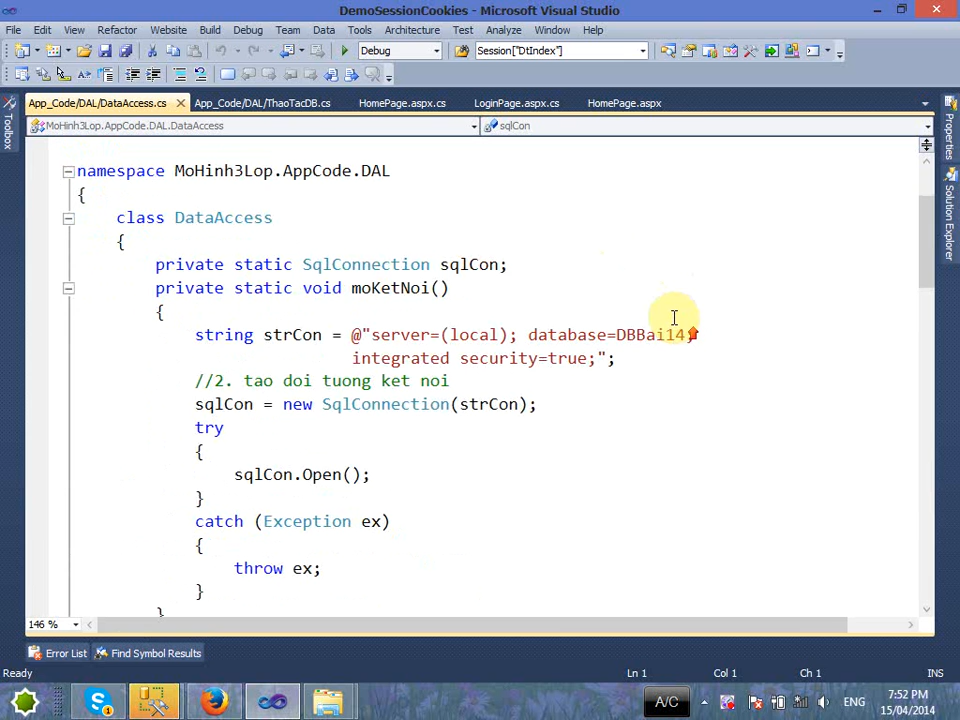 DemoSessionCookies - Microsoft Visual Studio
File Edit View Refactor Website Build Debug Team Data Tools Architecture Test Analyze Window Help
Debug Session["DtIndex"]
App_Code/DAL/DataAccess.cs App_Code/DAL/ThaoTacDB.cs HomePage.aspx.cs LoginPage.aspx.cs HomePage.aspx
Toolbox
Properties
Solution Explorer
MoHinh3Lop.AppCode.DAL.DataAccess sqlCon
namespace MoHinh3Lop.AppCode.DAL
{
class DataAccess
{
private static SqlConnection sqlCon;
private static void moKetNoi()
{
string strCon = @"server=(local); database=DBBai14;
integrated security=true;";
//2. tao doi tuong ket noi
sqlCon = new SqlConnection(strCon);
try
{
sqlCon.Open();
}
catch (Exception ex)
{
throw ex;
}
}
146 %
Error List Find Symbol Results
Ready Ln 1 Col 1 Ch 1 INS
A/C ENG 7:52 PM
15/04/2014